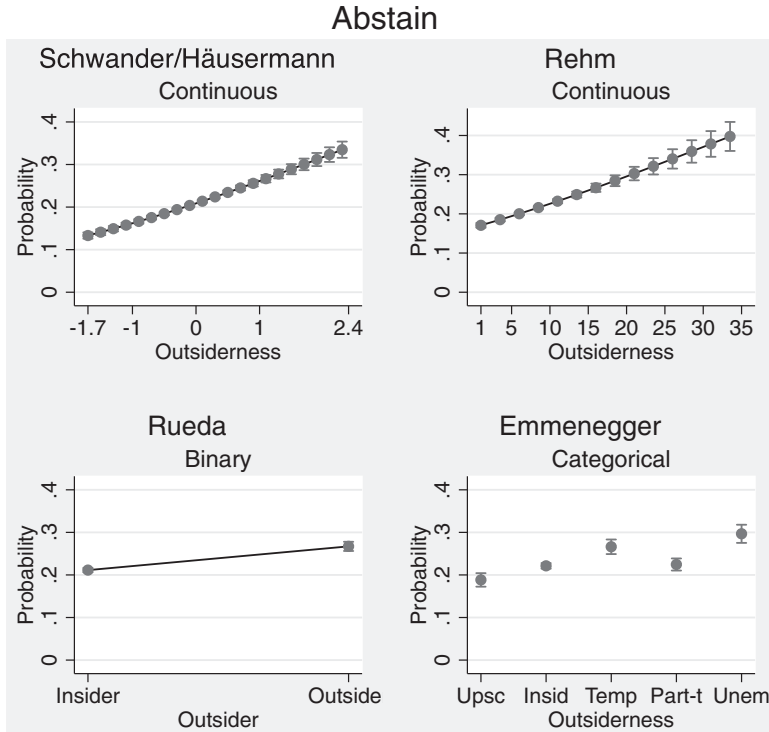 Abstain
Schwander/Häusermann
Continuous
Probability
.4
.3
.2
.1
0
-1.7 -1 0 1 2.4
Outsiderness
Rehm
Continuous
Probability
.4
.3
.2
.1
0
1 5 10 15 20 25 30 35
Outsiderness
Rueda
Binary
Probability
.4
.3
.2
.1
0
Insider Outside
Outsider
Emmenegger
Categorical
Probability
.4
.3
.2
.1
0
Upsc Insid Temp Part-t Unem
Outsiderness